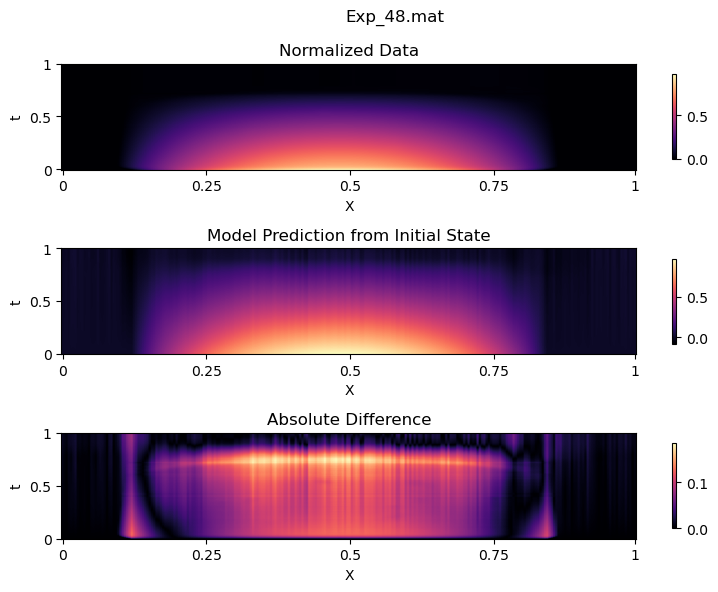 Exp_48.mat
Normalized Data
1
0.5
0
t
0 0.25 0.5 0.75 1
X
0.5
0.0
Model Prediction from Initial State
1
0.5
0
t
0 0.25 0.5 0.75 1
X
0.5
0.0
Absolute Difference
1
0.5
0
t
0 0.25 0.5 0.75 1
X
0.1
0.0